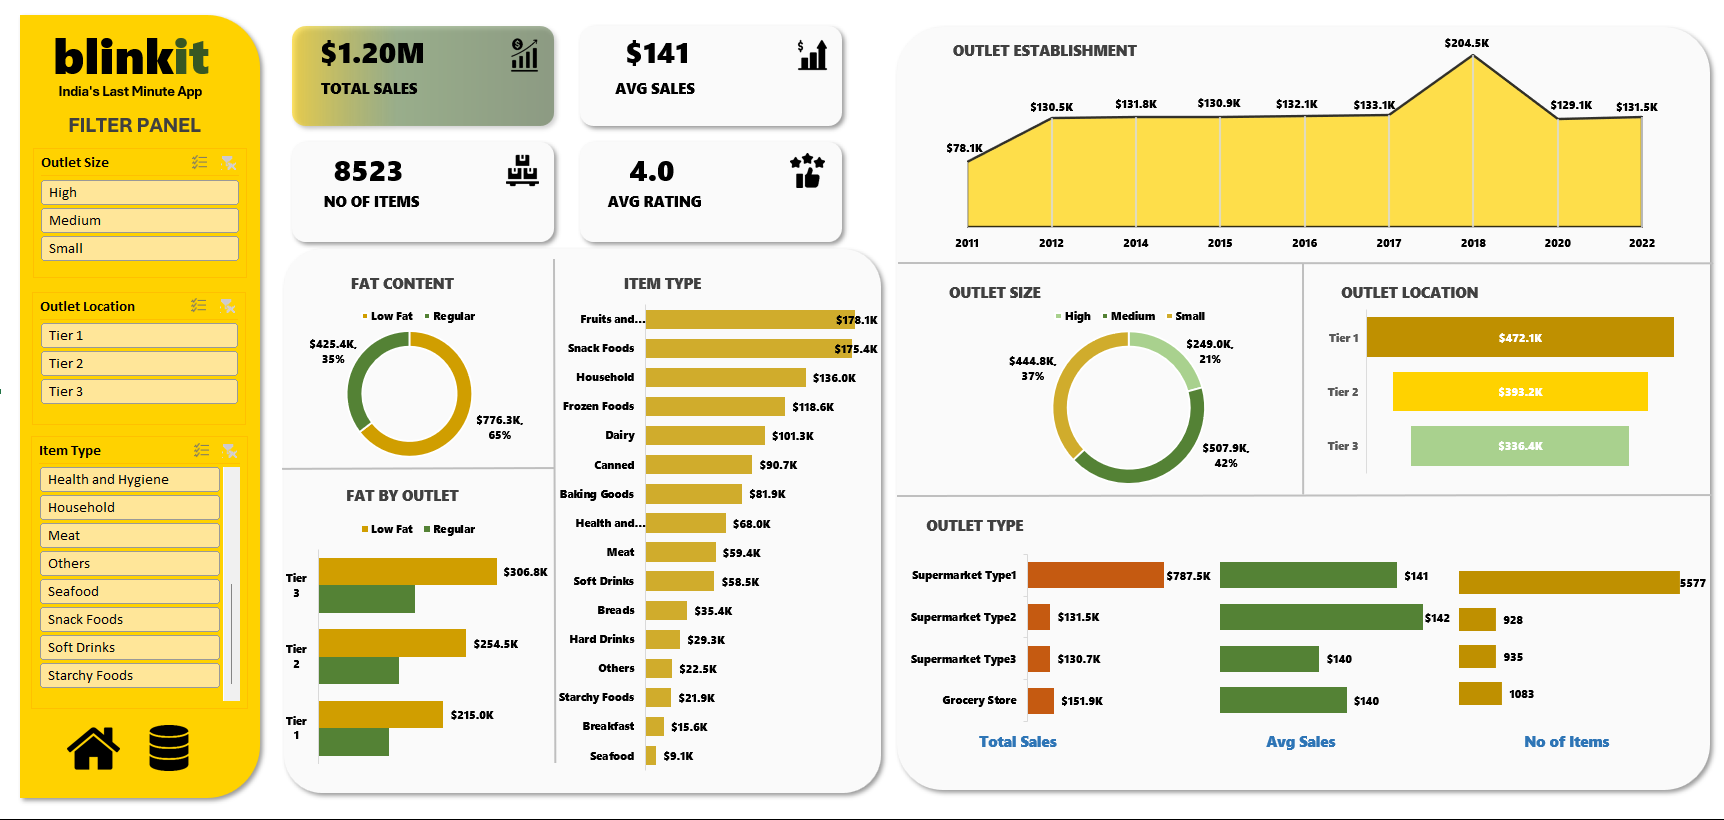 blinkit
India's Last Minute App
FILTER PANEL
Outlet Size
High
Medium
Small
Outlet Location
Tier 1
Tier 2
Tier 3
Item Type
Health and Hygiene
Household
Meat
Others
Seafood
Snack Foods
Soft Drinks
Starchy Foods
$1.20M
TOTAL SALES
$
$141
AVG SALES
$
8523
NO OF ITEMS
4.0
AVG RATING
FAT CONTENT
Low Fat
Regular
$425.4K,
35%
$776.3K,
65%
FAT BY OUTLET
Low Fat
Regular
Tier
3
$306.8K
Tier
2
$254.5K
Tier
1
$215.0K
ITEM TYPE
Fruits and...
$178.1K
Snack Foods
$175.4K
Household
$136.0K
Frozen Foods
$118.6K
Dairy
$101.3K
Canned
$90.7K
Baking Goods
$81.9K
Health and...
$68.0K
Meat
$59.4K
Soft Drinks
$58.5K
Breads
$35.4K
Hard Drinks
$29.3K
Others
$22.5K
Starchy Foods
$21.9K
Breakfast
$15.6K
Seafood
$9.1K
OUTLET ESTABLISHMENT
$78.1K
$130.5K
$131.8K
$130.9K
$132.1K
$133.1K
$204.5K
$129.1K
$131.5K
2011
2012
2014
2015
2016
2017
2018
2020
2022
OUTLET SIZE
High
Medium
Small
$249.0K,
21%
$444.8K,
37%
$507.9K,
42%
OUTLET LOCATION
Tier 1
$472.1K
Tier 2
$393.2K
Tier 3
$336.4K
OUTLET TYPE
Supermarket Type1
$787.5K
$141
5577
Supermarket Type2
$131.5K
$142
928
Supermarket Type3
$130.7K
$140
935
Grocery Store
$151.9K
$140
1083
Total Sales
Avg Sales
No of Items